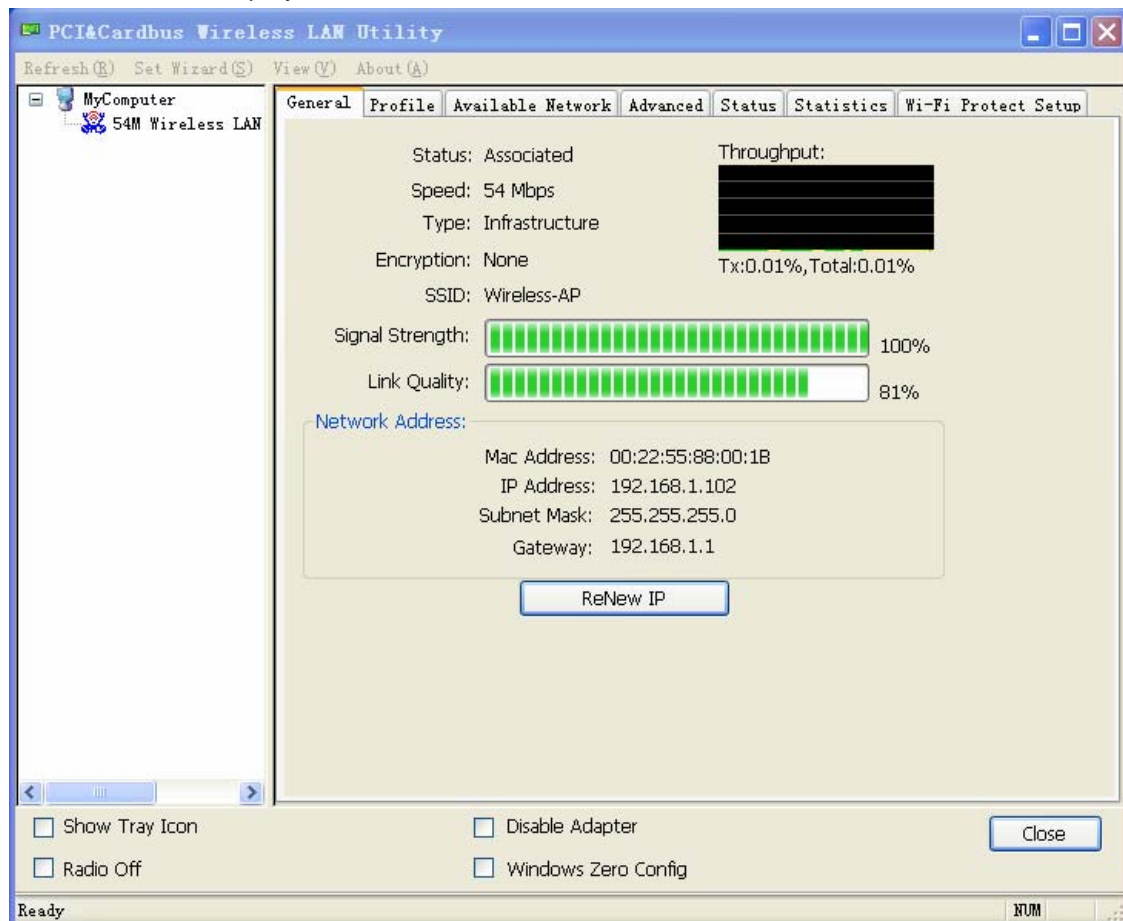 PCI&Cardbus Wireless LAN Utility
Refresh(R) Set Wizard(S) View(V) About(A)
MyComputer
54M Wireless LAN
General Profile Available Network Advanced Status Statistics Wi-Fi Protect Setup
Status: Associated
Throughput:
Speed: 54 Mbps
Type: Infrastructure
Encryption: None
Tx:0.01%,Total:0.01%
SSID: Wireless-AP
Signal Strength: 100%
Link Quality: 81%
Network Address:
Mac Address: 00:22:55:88:00:1B
IP Address: 192.168.1.102
Subnet Mask: 255.255.255.0
Gateway: 192.168.1.1
ReNew IP
Show Tray Icon Disable Adapter Close
Radio Off Windows Zero Config
Ready NUM